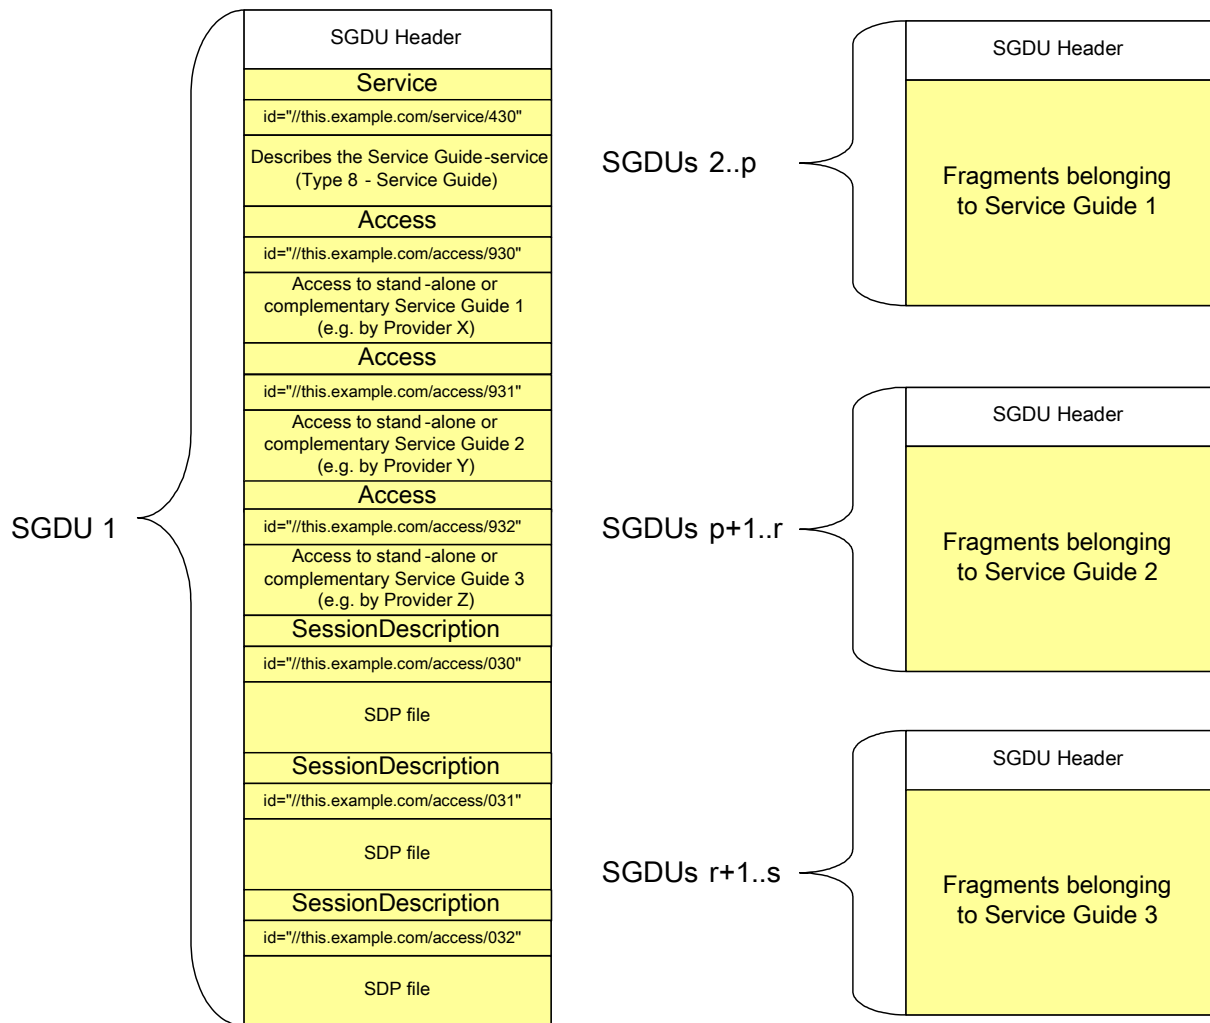 SGDU 1
SGDU Header
Service
id="//this.example.com/service/430"
Describes the Service Guide-service
(Type 8 - Service Guide)
Access
id="//this.example.com/access/930"
Access to stand-alone or
complementary Service Guide 1
(e.g. by Provider X)
Access
id="//this.example.com/access/931"
Access to stand-alone or
complementary Service Guide 2
(e.g. by Provider Y)
Access
id="//this.example.com/access/932"
Access to stand-alone or
complementary Service Guide 3
(e.g. by Provider Z)
SessionDescription
id="//this.example.com/access/030"
SDP file
SessionDescription
id="//this.example.com/access/031"
SDP file
SessionDescription
id="//this.example.com/access/032"
SDP file
SGDUs 2..p
SGDU Header
Fragments belonging
to Service Guide 1
SGDUs p+1..r
SGDU Header
Fragments belonging
to Service Guide 2
SGDUs r+1..s
SGDU Header
Fragments belonging
to Service Guide 3